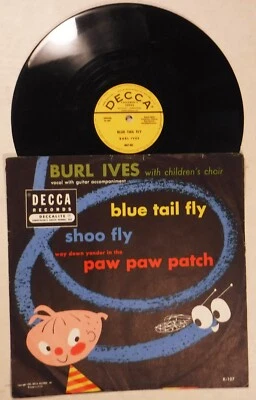 DECCA
BLUE TAIL FLY
BURL IVES
BURL IVES with children's choir
vocal with guitar accompaniment
DECCA
RECORDS
DECCALITE
blue tail fly
shoo fly
way down yonder in the
paw paw patch
K-127